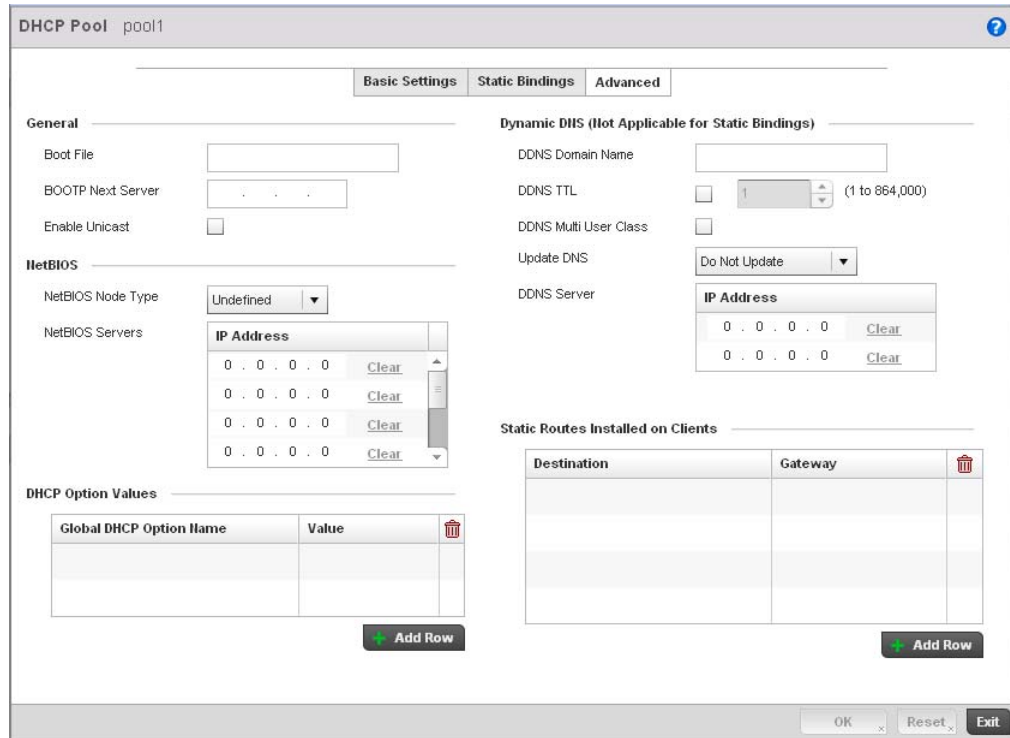 DHCP Pool pool1
?
Basic Settings Static Bindings Advanced
General
Boot File
BOOTP Next Server . . .
Enable Unicast
NetBIOS
NetBIOS Node Type Undefined
NetBIOS Servers
IP Address
0 . 0 . 0 . 0 Clear
0 . 0 . 0 . 0 Clear
0 . 0 . 0 . 0 Clear
0 . 0 . 0 . 0 Clear
DHCP Option Values
Global DHCP Option Name Value
Add Row
Dynamic DNS (Not Applicable for Static Bindings)
DDNS Domain Name
DDNS TTL 1 (1 to 864,000)
DDNS Multi User Class
Update DNS Do Not Update
DDNS Server
IP Address
0 . 0 . 0 . 0 Clear
0 . 0 . 0 . 0 Clear
Static Routes Installed on Clients
Destination Gateway
Add Row
OK Reset Exit